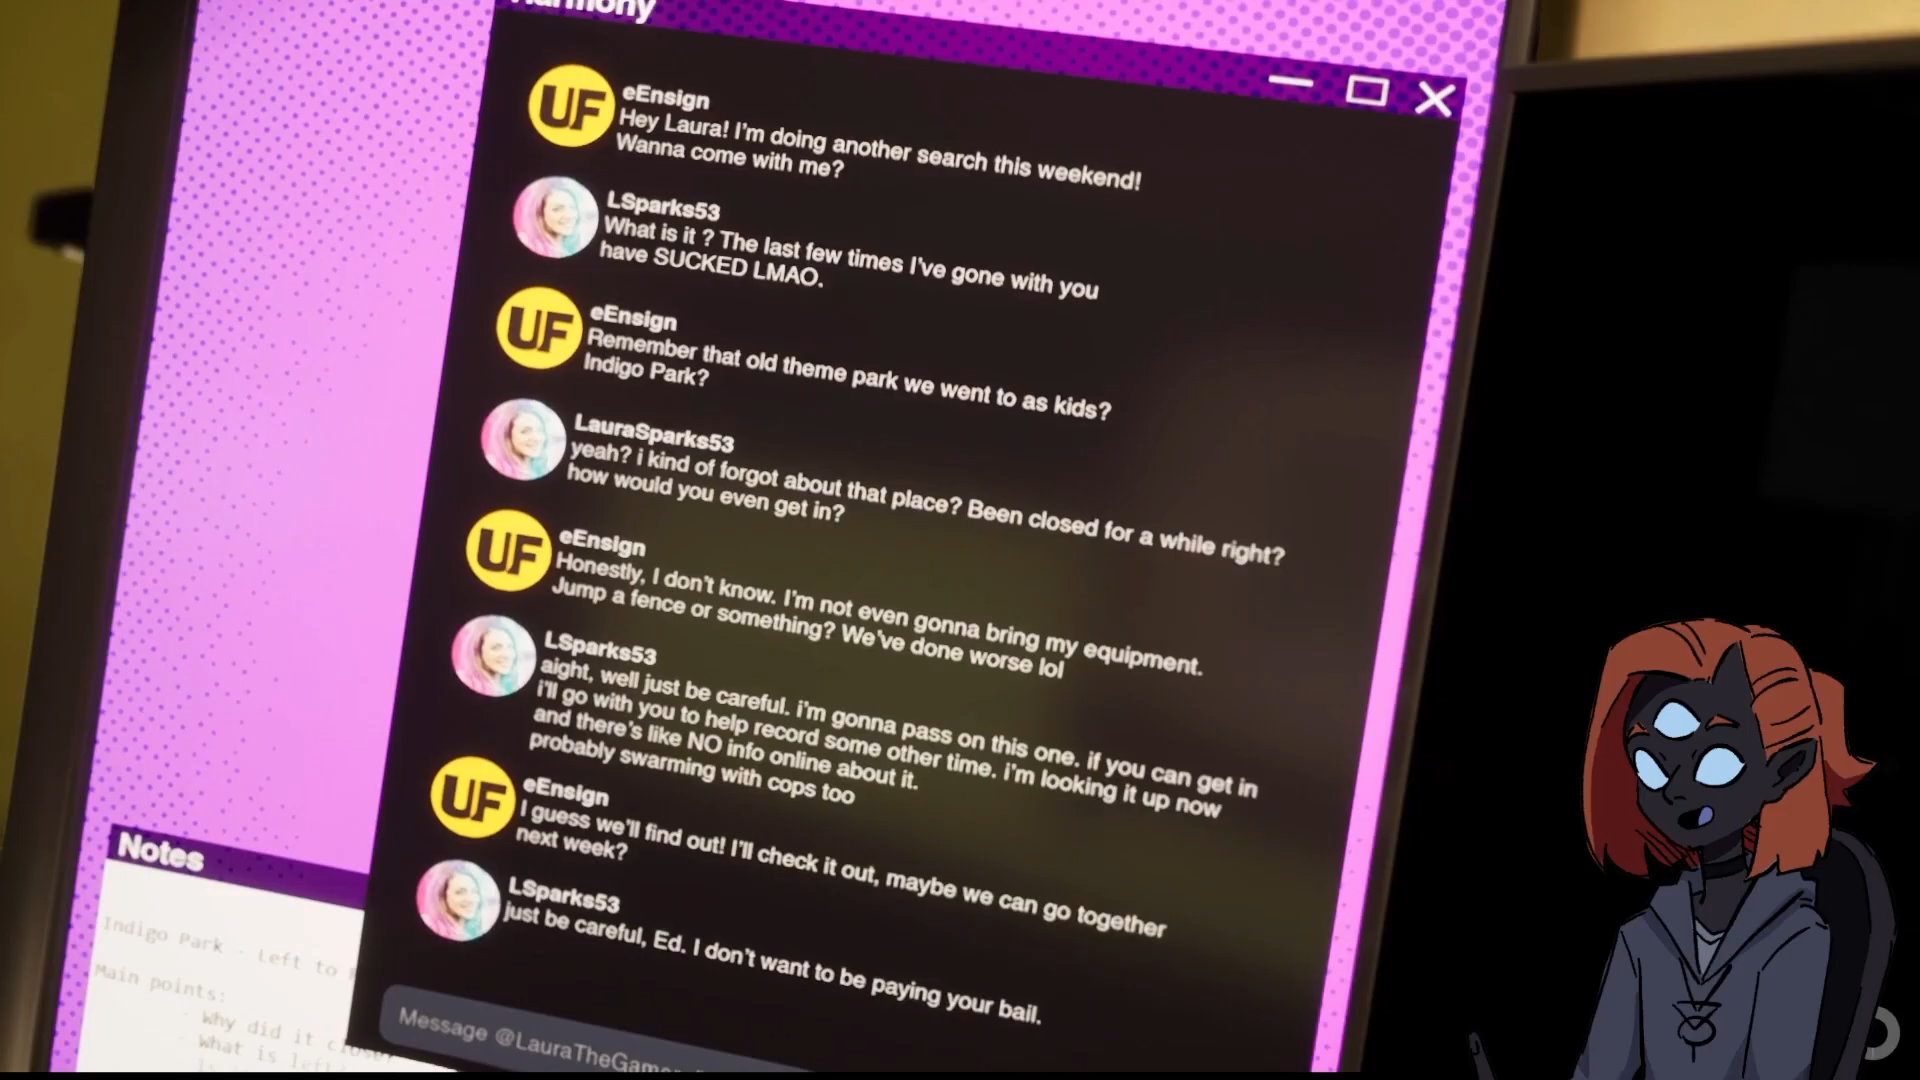 Harmony
UF
eEnsign
Hey Laura! I'm doing another search this weekend!
Wanna come with me?
LSparks53
What is it ? The last few times I've gone with you
have SUCKED LMAO.
UF
eEnsign
Remember that old theme park we went to as kids?
Indigo Park?
LauraSparks53
yeah? i kind of forgot about that place? Been closed for a while right?
how would you even get in?
UF
eEnsign
Honestly, I don't know. I'm not even gonna bring my equipment.
Jump a fence or something? We've done worse lol
LSparks53
aight, well just be careful. i'm gonna pass on this one. if you can get in
i'll go with you to help record some other time. i'm looking it up now
and there's like NO info online about it.
probably swarming with cops too
UF
eEnsign
I guess we'll find out! I'll check it out, maybe we can go together
next week?
LSparks53
just be careful, Ed. I don't want to be paying your bail.
Message @LauraTheGame
Notes
Indigo Park - Left to
Main points:
- Why did it close?
- What is left